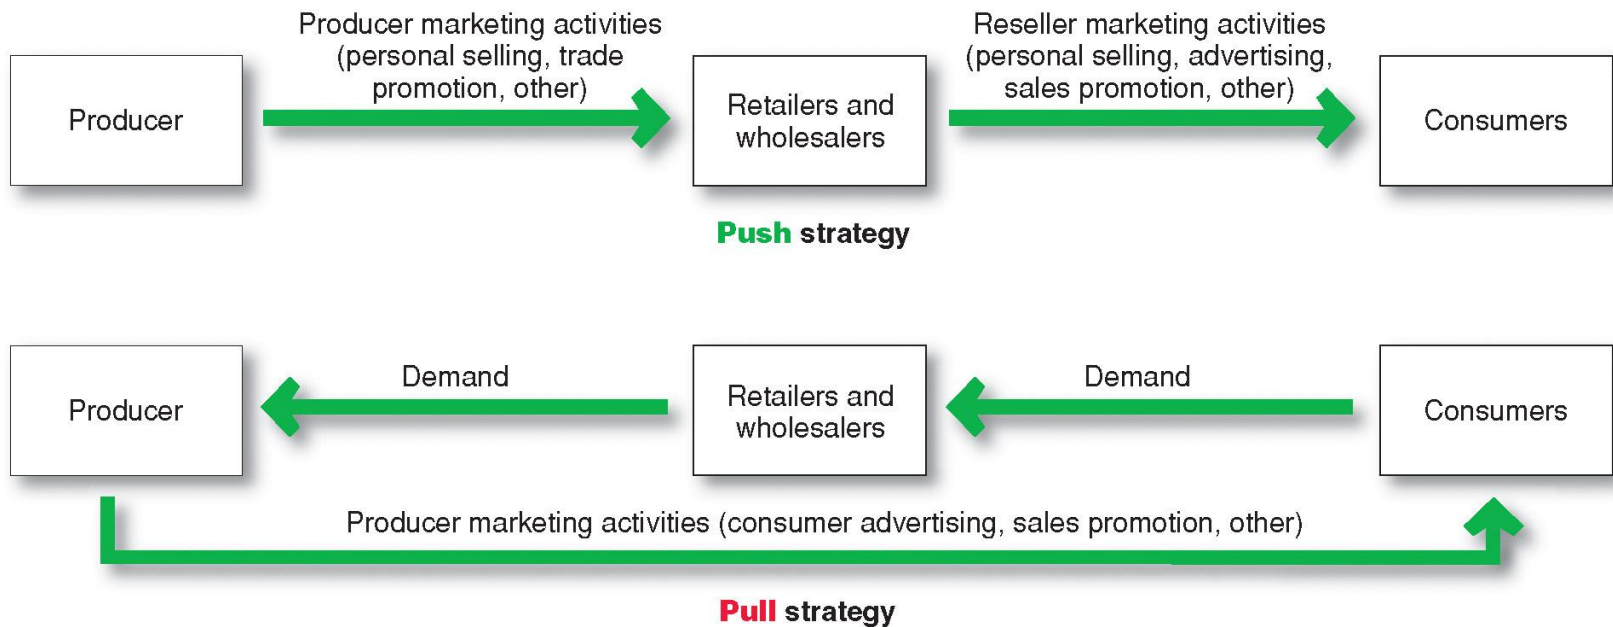 Producer marketing activities
(personal selling, trade
promotion, other)
Reseller marketing activities
(personal selling, advertising,
sales promotion, other)
Producer
Retailers and
wholesalers
Consumers
Push strategy
Demand
Demand
Producer
Retailers and
wholesalers
Consumers
Producer marketing activities (consumer advertising, sales promotion, other)
Pull strategy